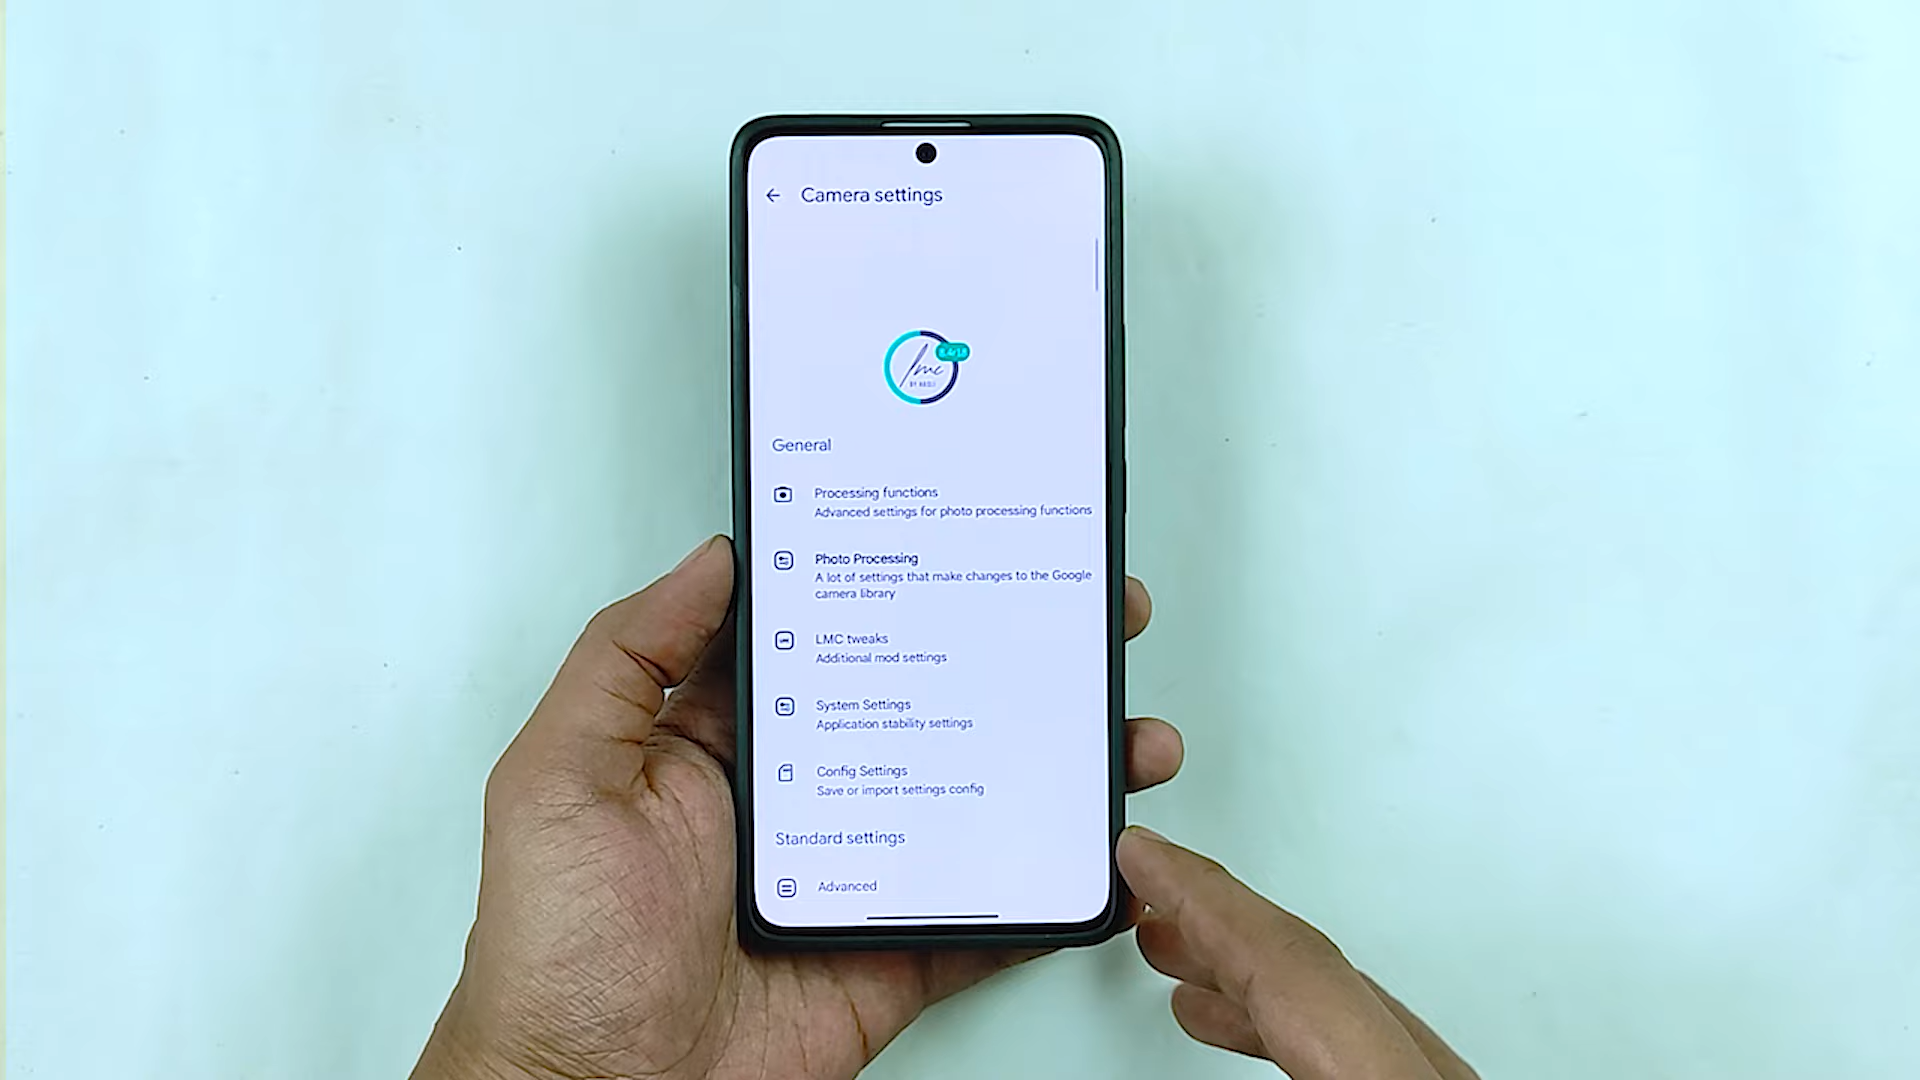 Camera settings
8.4r18
lmc
General
Processing functions
Advanced settings for photo processing functions
Photo Processing
A lot of settings that make changes to the Google
camera library
LMC tweaks
Additional mod settings
System Settings
Application stability settings
Config Settings
Save or import settings config
Standard settings
Advanced